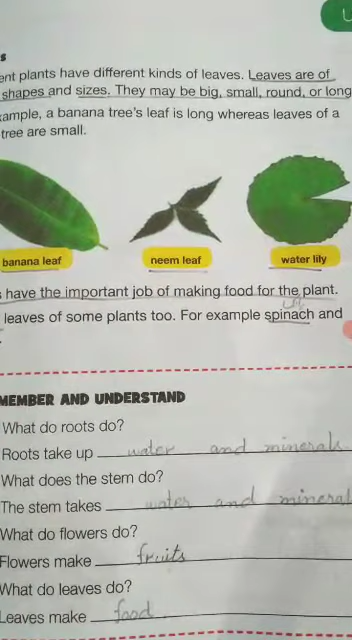 s
ent plants have different kinds of leaves. Leaves are of
shapes and sizes. They may be big, small, round, or long
xample, a banana tree's leaf is long whereas leaves of a
tree are small.
banana leaf neem leaf water lily
s have the important job of making food for the plant.
leaves of some plants too. For example spinach and
MEMBER AND UNDERSTAND
What do roots do?
Roots take up water and minerals
What does the stem do?
The stem takes water and mineral
What do flowers do?
Flowers make fruits
What do leaves do?
Leaves make food